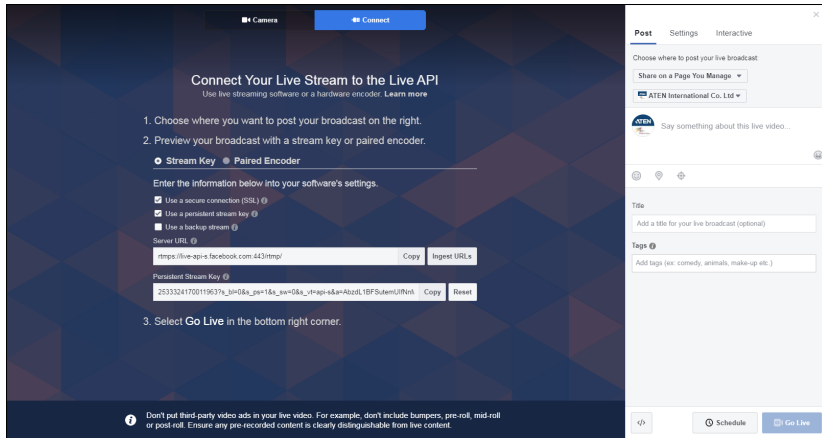 Camera
Connect
Connect Your Live Stream to the Live API
Use live streaming software or a hardware encoder. Learn more
1. Choose where you want to post your broadcast on the right.
2. Preview your broadcast with a stream key or paired encoder.
Stream Key
Paired Encoder
Enter the information below into your software's settings.
Use a secure connection (SSL)
Use a persistent stream key
Use a backup stream
Server URL
rtmps://live-api-s.facebook.com:443/rtmp/
Copy
Ingest URLs
Persistent Stream Key
Copy
Reset
3. Select Go Live in the bottom right corner.
Don't put third-party video ads in your live video. For example, don't include bumpers, pre-roll, mid-roll
or post-roll. Ensure any pre-recorded content is clearly distinguishable from live content.
Post
Settings
Interactive
Choose where to post your live broadcast:
Share on a Page You Manage
ATEN International Co. Ltd
ATEN
Say something about this live video...
Title
Add a title for your live broadcast (optional)
Tags
Add tags (ex: comedy, animals, make-up etc.)
</>
Schedule
Go Live